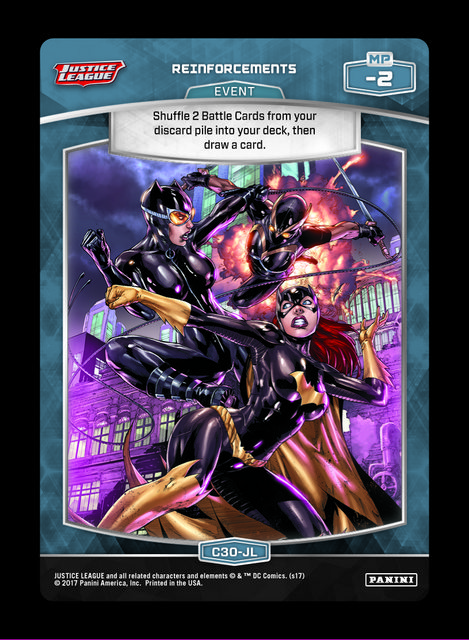 JUSTICE
LEAGUE
REINFORCEMENTS
MP
-2
EVENT
Shuffle 2 Battle Cards from your
discard pile into your deck, then
draw a card.
C30-JL
JUSTICE LEAGUE and all related characters and elements © & ™ DC Comics. (s17)
© 2017 Panini America, Inc. Printed in the USA.
PANINI